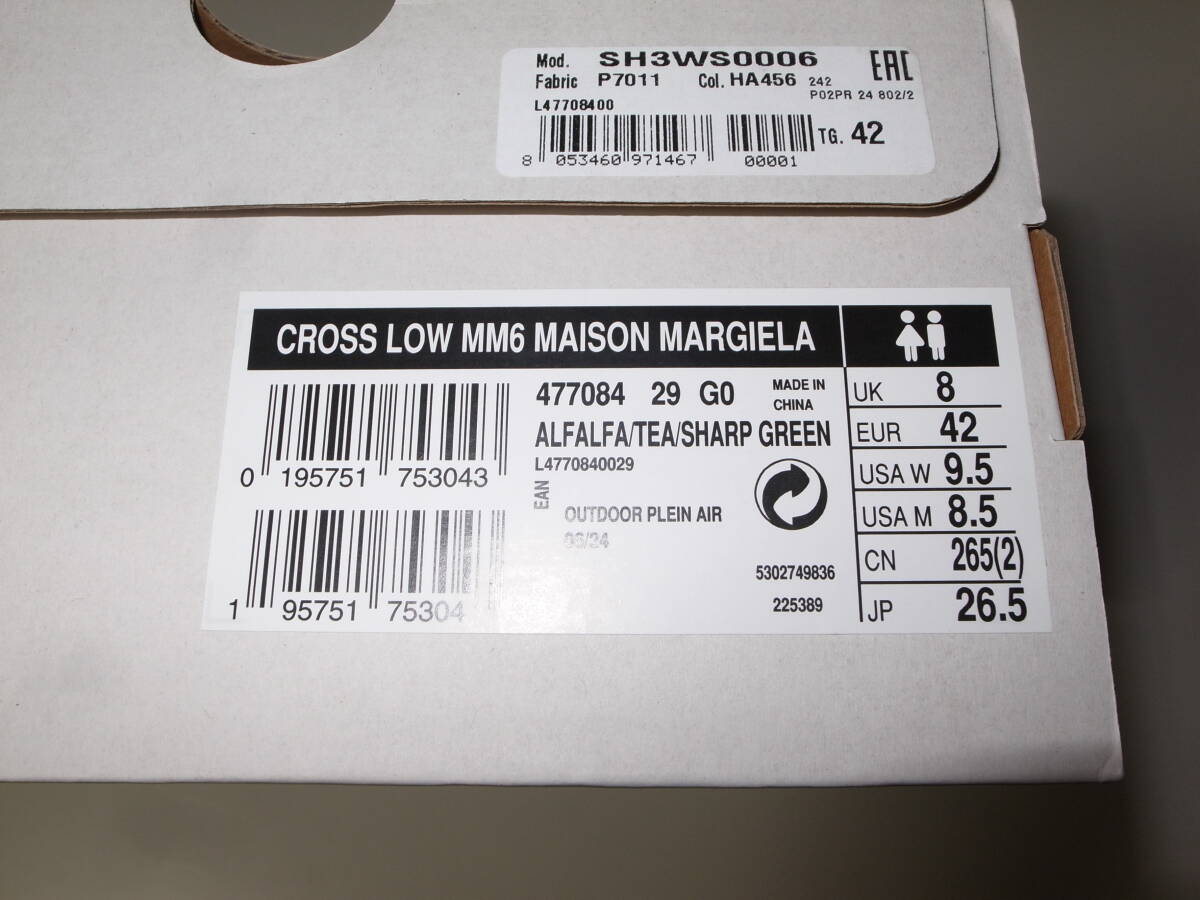 Mod. SH3WS0006 EAC
Fabric P7011 Col. HA456 242
P02PR 24 802/2
L47708400
TG. 42
8 053460 971467 00001
CROSS LOW MM6 MAISON MARGIELA
477084 29 G0 MADE IN CHINA
ALFALFA/TEA/SHARP GREEN
L4770840029
0 195751 753043
EAN
OUTDOOR PLEIN AIR
06/24
5302749836
225389
1 95751 75304
UK 8
EUR 42
USA W 9.5
USA M 8.5
CN 265(2)
JP 26.5